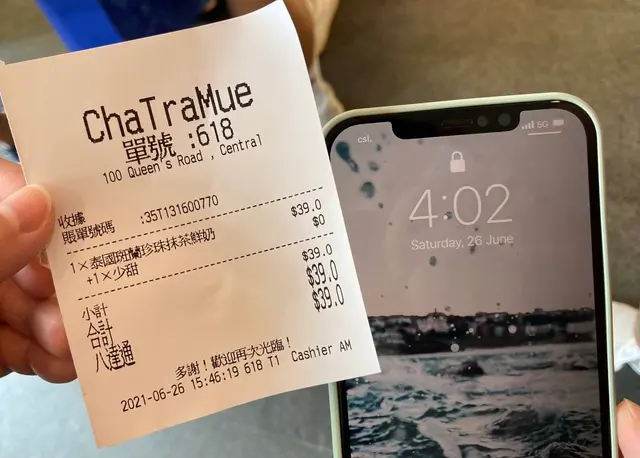 ChaTraMue
單號 :618
100 Queen's Road , Central
收據
賬單號碼 :35T131600770
1×泰國斑蘭珍珠抹茶鮮奶 $39.0
+1×少甜 $0
小計 $39.0
合計 $39.0
八達通 $39.0
多謝！歡迎再次光臨！
2021-06-26 15:46:19 618 T1 Cashier AM
csl.
5G
4:02
Saturday, 26 June